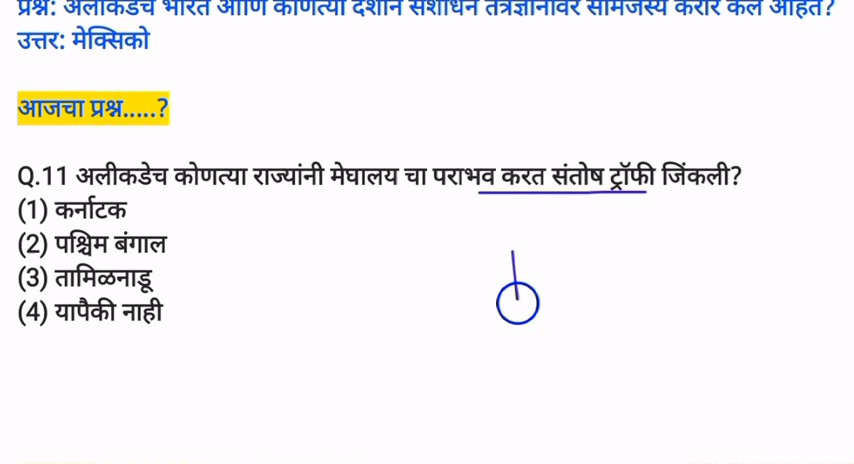 प्रश्न: अलीकडेच भारत आणि कोणत्या देशाने संशोधन तंत्रज्ञानावर सामंजस्य करार केले आहेत?
उत्तर: मेक्सिको
आजचा प्रश्न.....?
Q.11 अलीकडेच कोणत्या राज्यांनी मेघालय चा पराभव करत संतोष ट्रॉफी जिंकली?
(1) कर्नाटक
(2) पश्चिम बंगाल
(3) तामिळनाडू
(4) यापैकी नाही